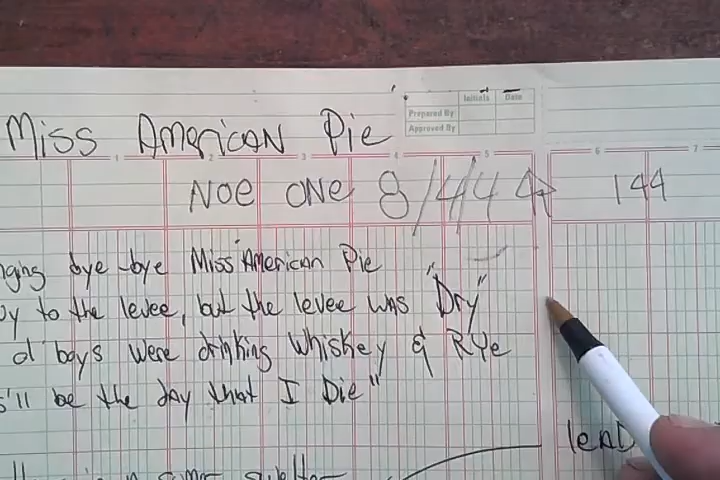 Initials Date
Prepared By
Approved By
Miss American Pie
1 2 3 4 5 6 7
NOE ONE 8/44 144
bye-bye Miss American Pie
to the levee, but the levee was "Dry"
boys were drinking Whiskey & Rye
be the day that I Die"
lend